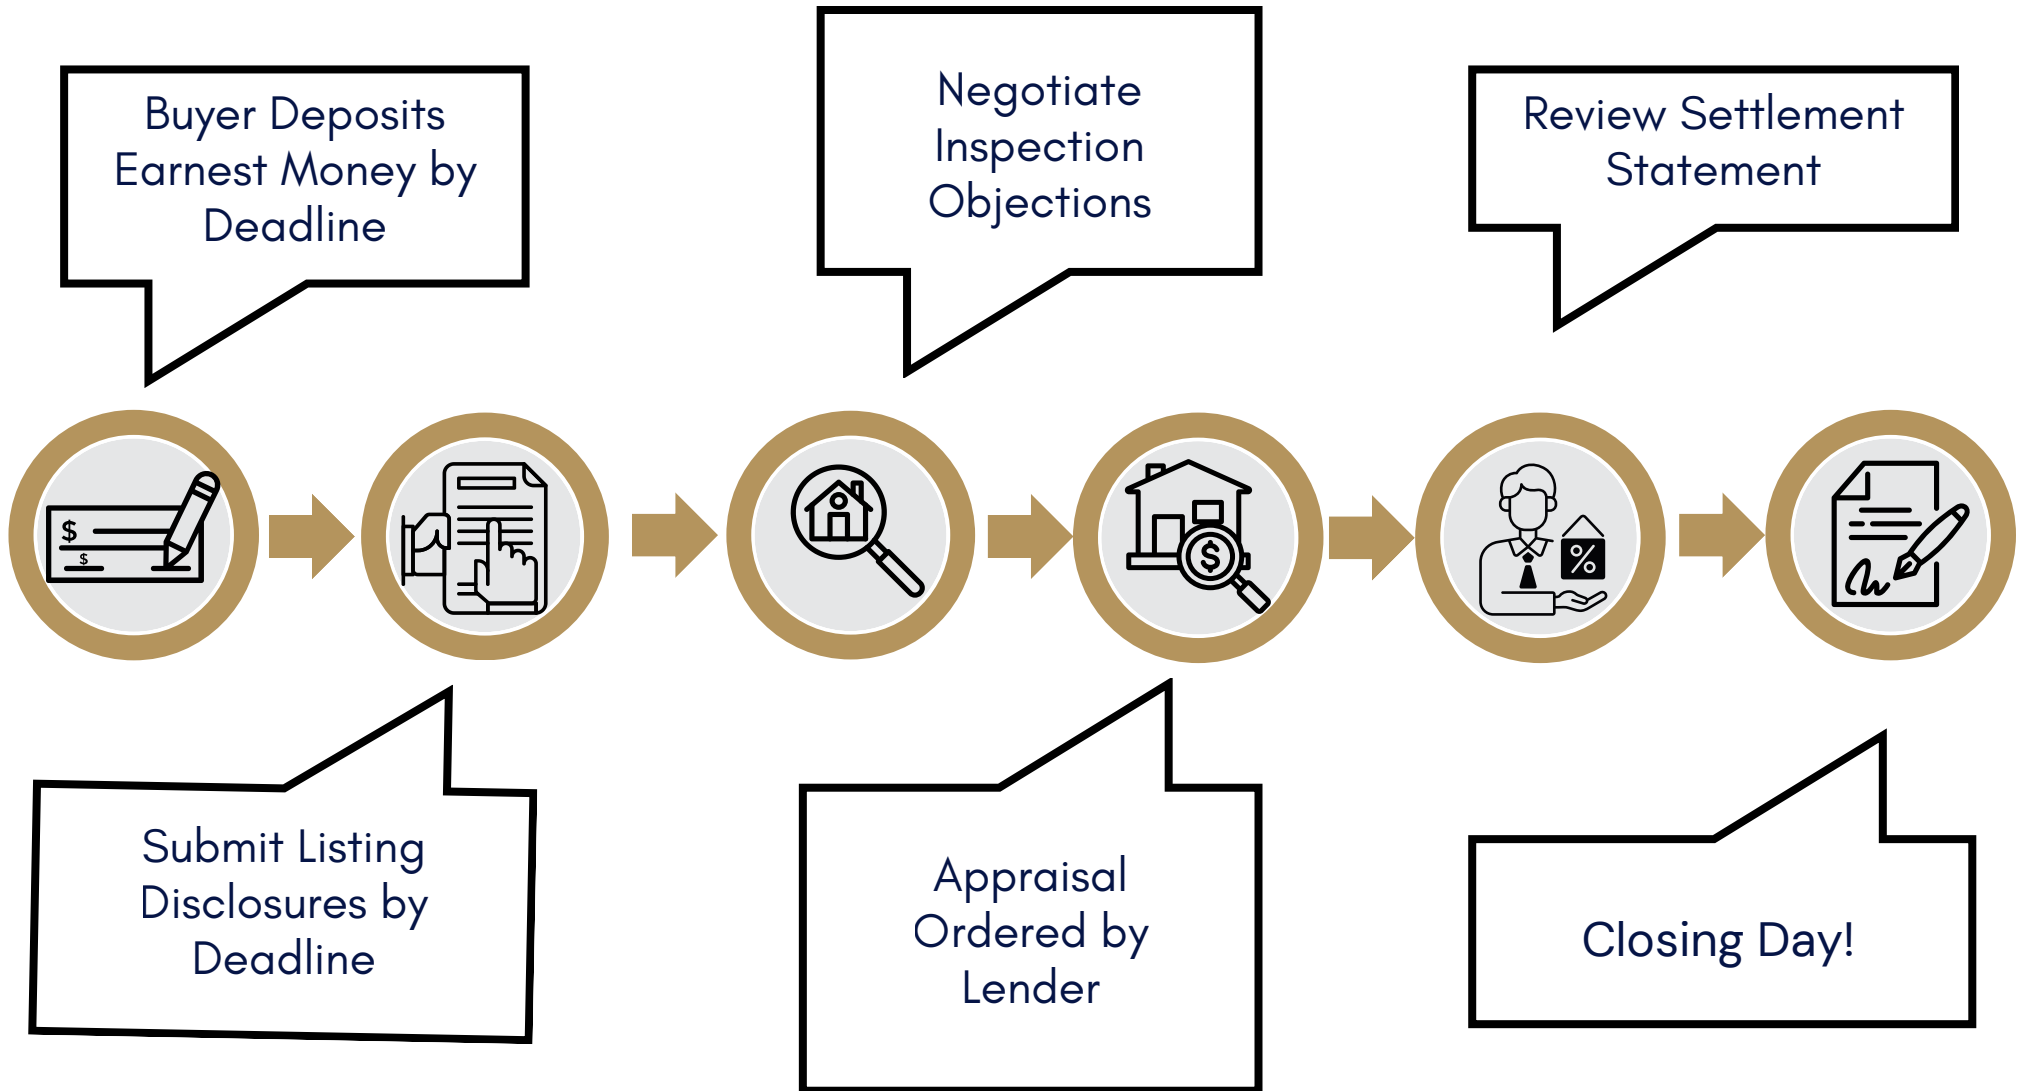 Buyer Deposits
Earnest Money by
Deadline
Negotiate
Inspection
Objections
Review Settlement
Statement
$
$
$
%
Submit Listing
Disclosures by
Deadline
Appraisal
Ordered by
Lender
Closing Day!